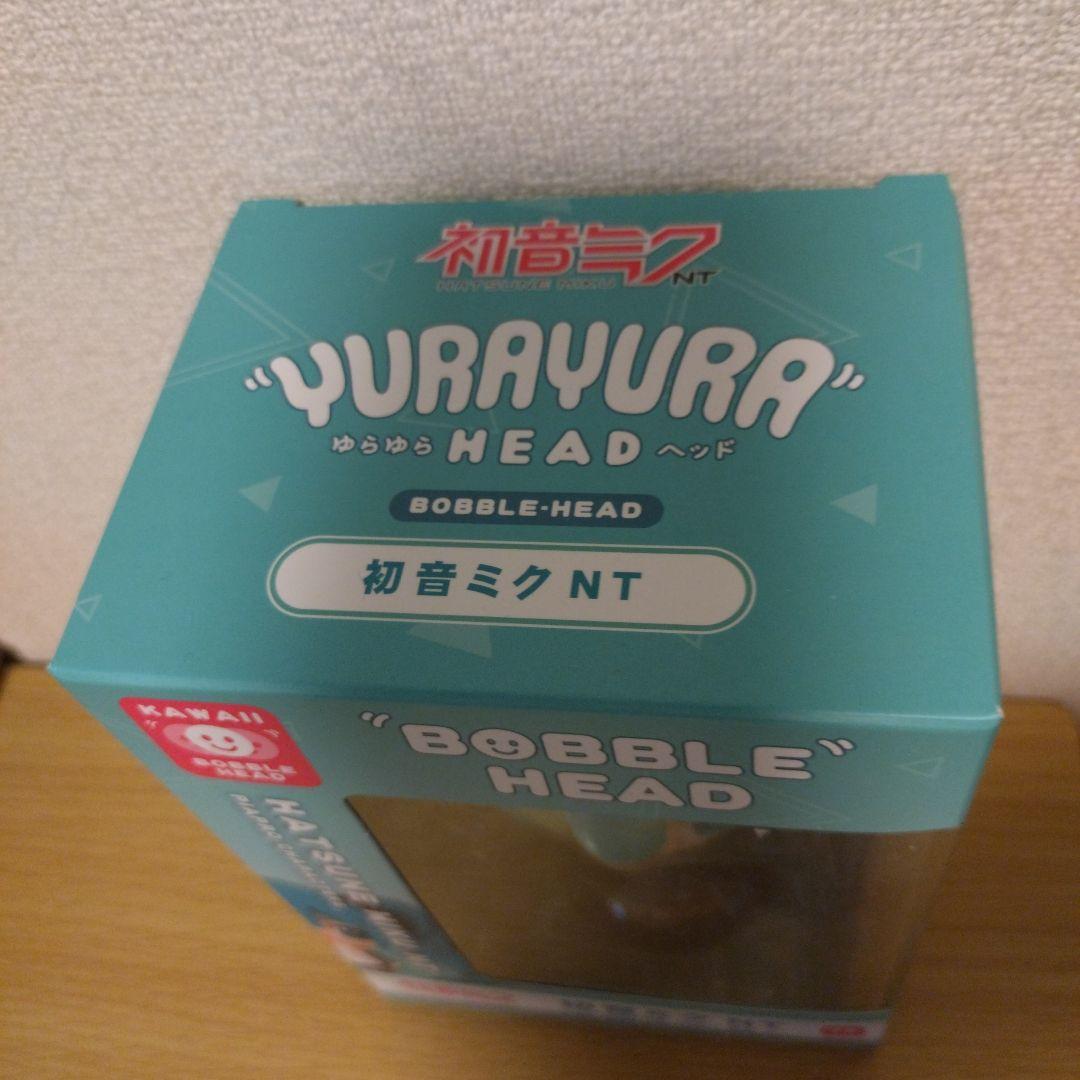 初音ミク
HATSUNE MIKU NT
"YURAYURA"
ゆらゆら HEAD ヘッド
BOBBLE-HEAD
初音ミクNT
KAWAII
BOBBLE
HEAD
"BOBBLE"
HEAD
HATSUNE